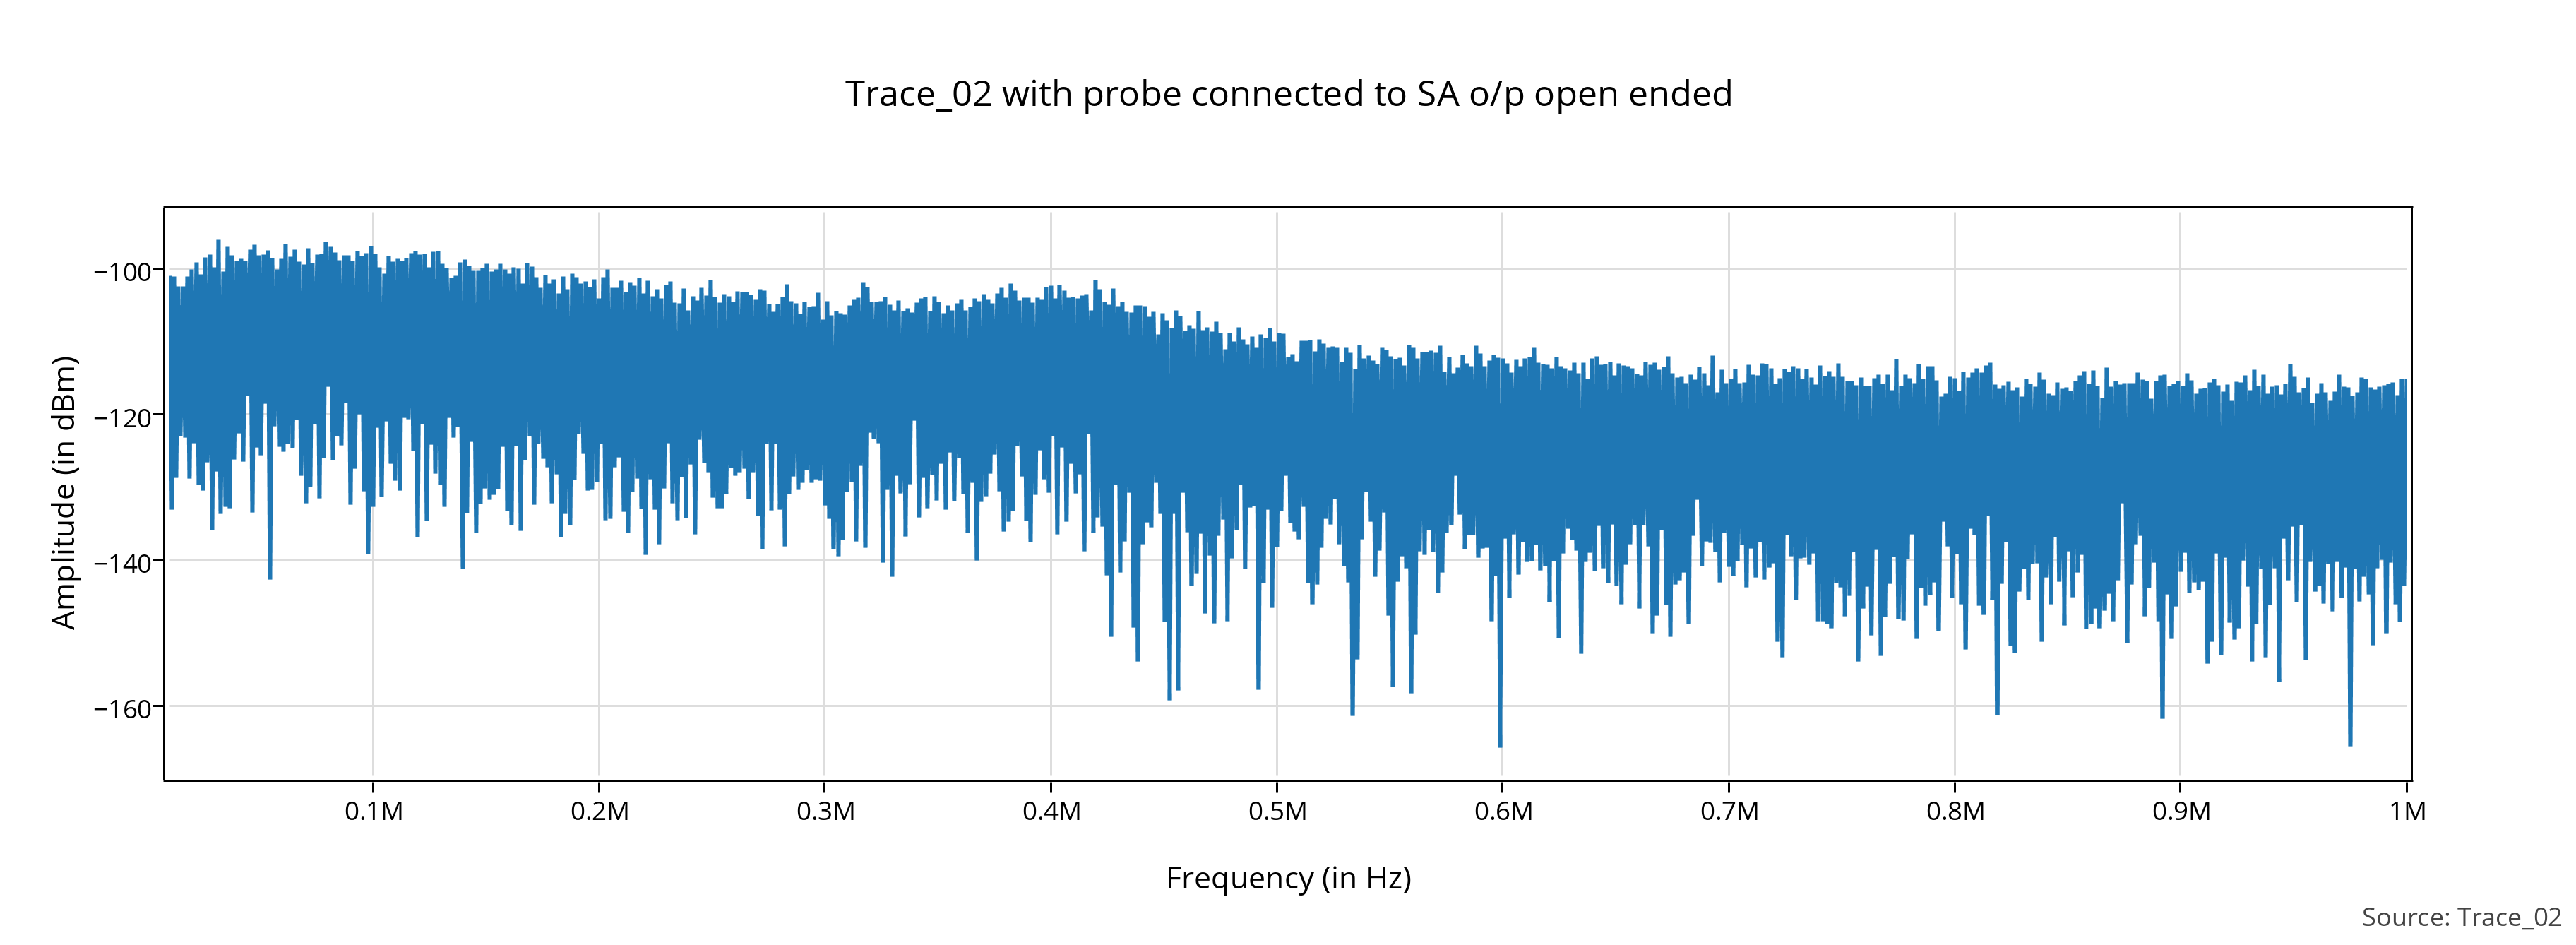 Trace_02 with probe connected to SA o/p open ended
Amplitude (in dBm)
−100
−120
−140
−160
0.1M 0.2M 0.3M 0.4M 0.5M 0.6M 0.7M 0.8M 0.9M 1M
Frequency (in Hz)
Source: Trace_02